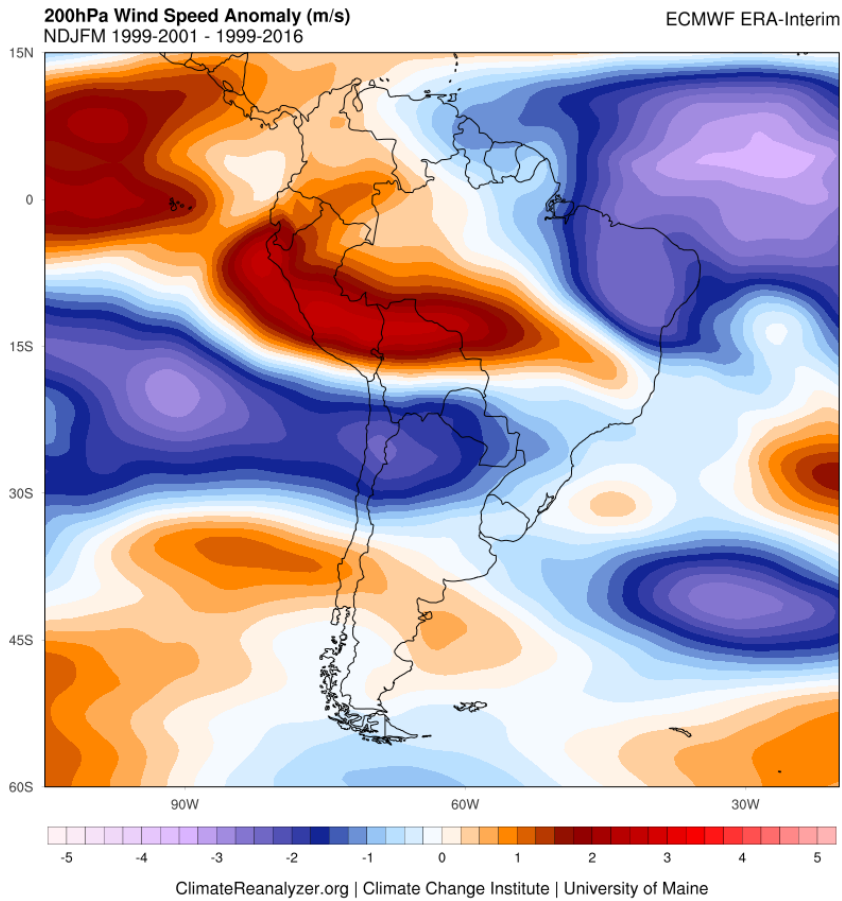 200hPa Wind Speed Anomaly (m/s)
ECMWF ERA-Interim
NDJFM 1999-2001 - 1999-2016
15N
0
15S
30S
45S
60S
90W 60W 30W
-5 -4 -3 -2 -1 0 1 2 3 4 5
ClimateReanalyzer.org | Climate Change Institute | University of Maine